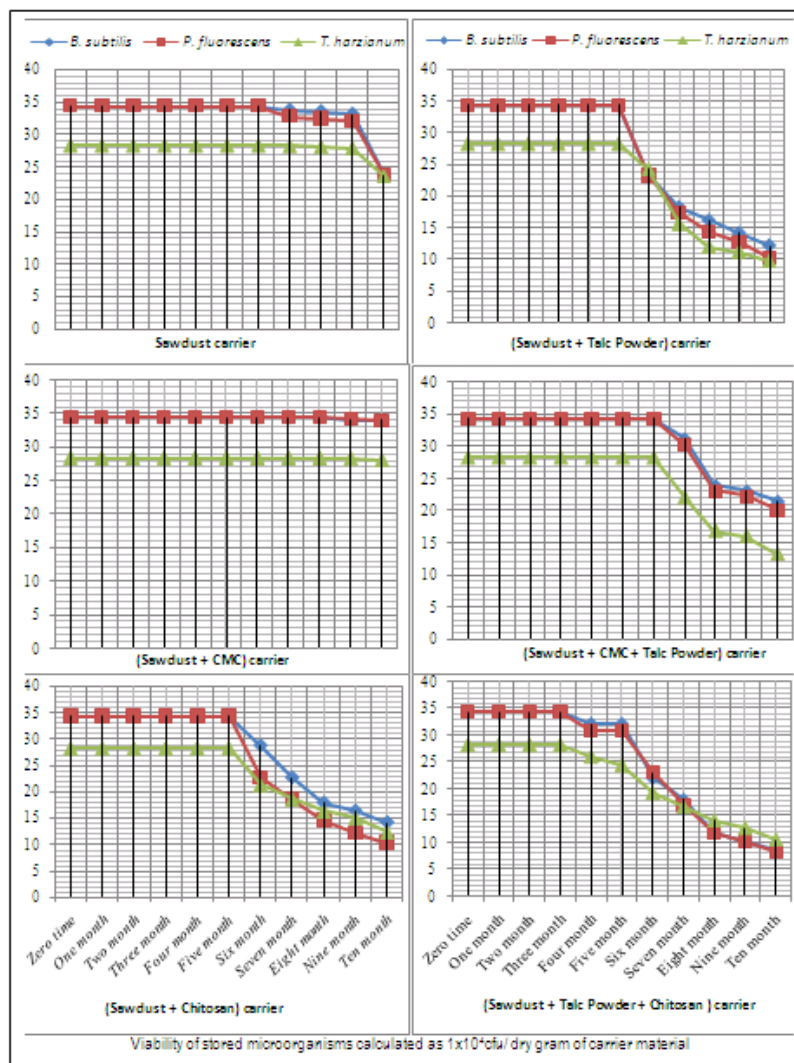 B. subtilis P. fluorescens T. harzianum
B. subtilis P. fluorescens T. harzianum
40
35
30
25
20
15
10
5
0
Sawdust carrier
40
35
30
25
20
15
10
5
0
(Sawdust + Talc Powder) carrier
40
35
30
25
20
15
10
5
0
(Sawdust + CMC) carrier
40
35
30
25
20
15
10
5
0
(Sawdust + CMC + Talc Powder) carrier
40
35
30
25
20
15
10
5
0
Zero time
One month
Two month
Three month
Four month
Five month
Six month
Seven month
Eight month
Nine month
Ten month
(Sawdust + Chitosan) carrier
40
35
30
25
20
15
10
5
0
Zero time
One month
Two month
Three month
Four month
Five month
Six month
Seven month
Eight month
Nine month
Ten month
(Sawdust + Talc Powder + Chitosan ) carrier
Viability of stored microorganisms calculated as 1x10⁴cfu/ dry gram of carrier material